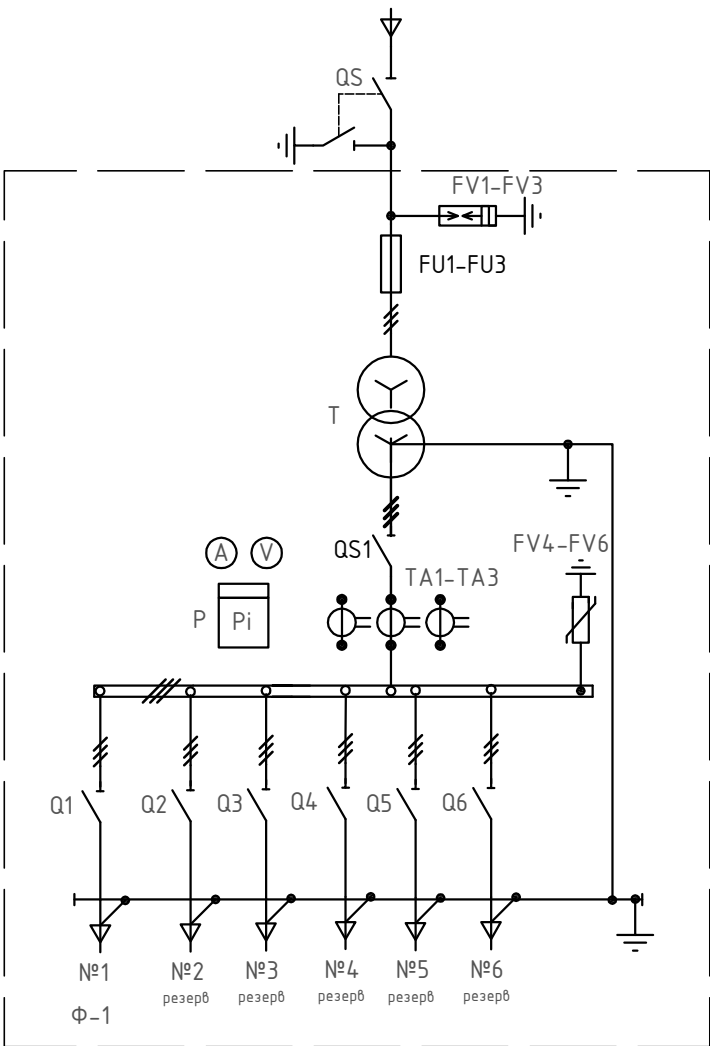 QS
FV1-FV3
FU1-FU3
T
QS1
FV4-FV6
A V
TA1-TA3
P Pi
Q1 Q2 Q3 Q4 Q5 Q6
№1 №2 №3 №4 №5 №6
резерв резерв резерв резерв резерв
Ф-1